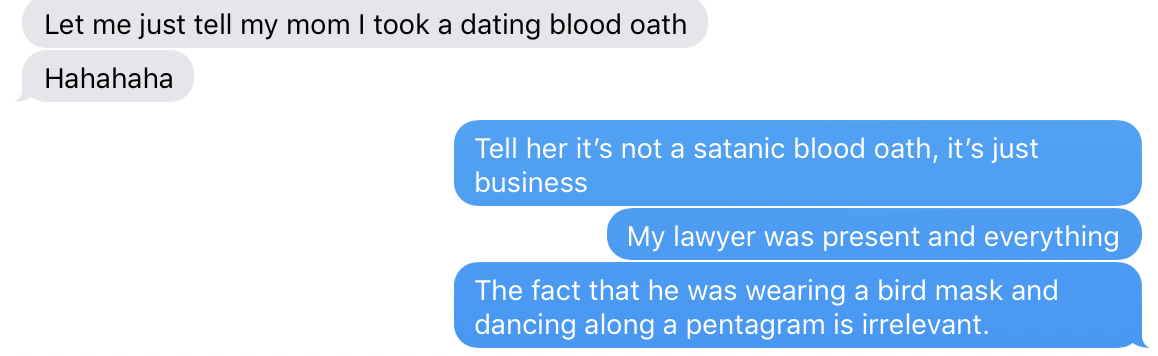 Let me just tell my mom I took a dating blood oath
Hahahaha
Tell her it’s not a satanic blood oath, it’s just
business
My lawyer was present and everything
The fact that he was wearing a bird mask and
dancing along a pentagram is irrelevant.